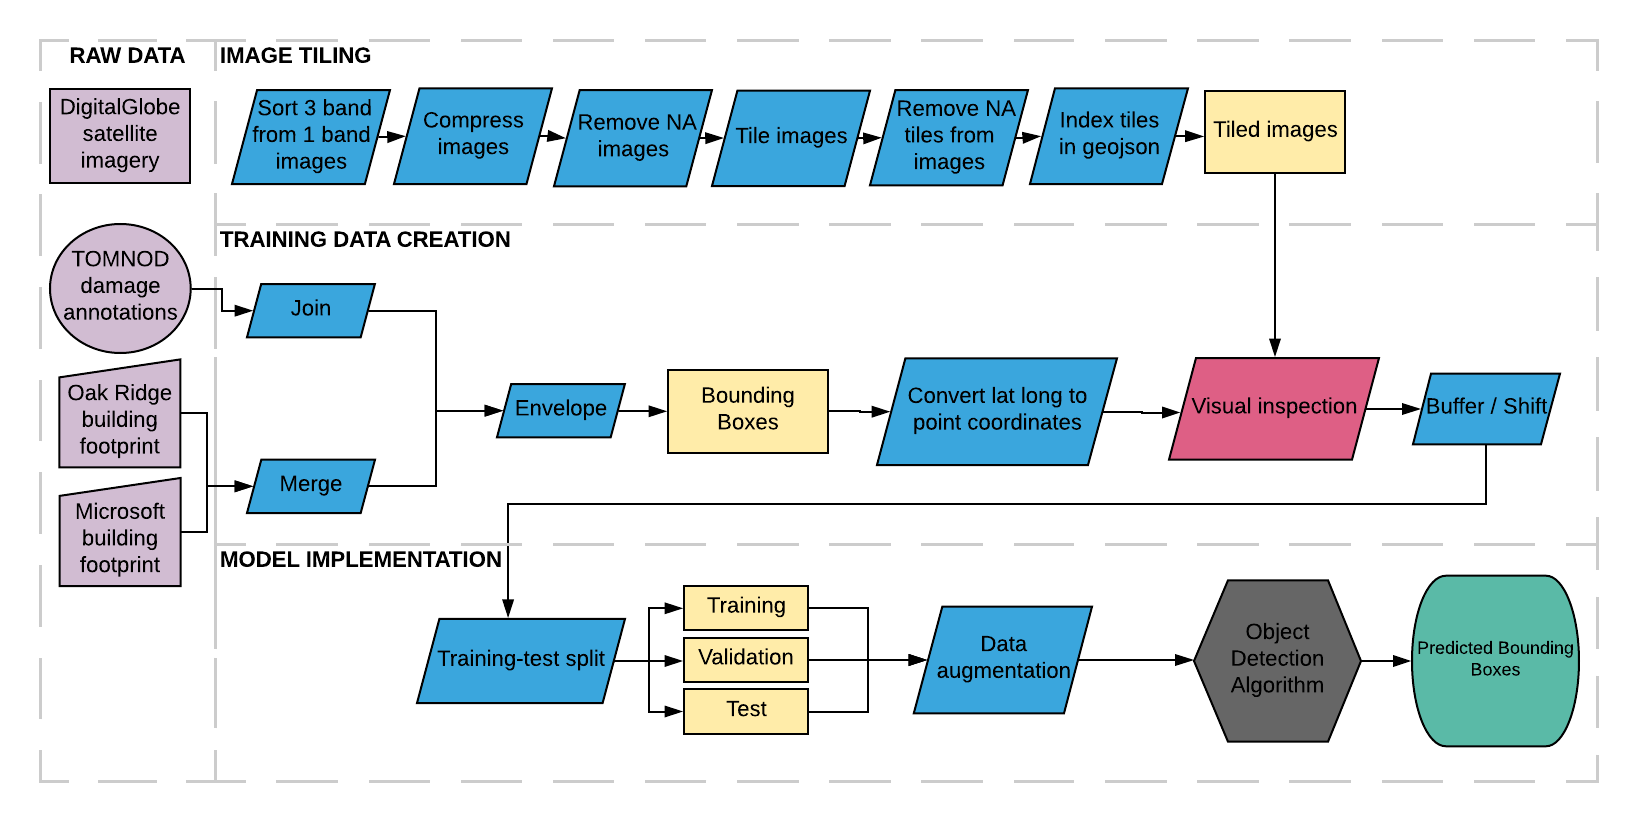 RAW DATA
DigitalGlobe
satellite
imagery
TOMNOD
damage
annotations
Oak Ridge
building
footprint
Microsoft
building
footprint
IMAGE TILING
Sort 3 band
from 1 band
images
Compress
images
Remove NA
images
Tile images
Remove NA
tiles from
images
Index tiles
in geojson
Tiled images
TRAINING DATA CREATION
Join
Merge
Envelope
Bounding
Boxes
Convert lat long to
point coordinates
Visual inspection
Buffer / Shift
MODEL IMPLEMENTATION
Training-test split
Training
Validation
Test
Data
augmentation
Object
Detection
Algorithm
Predicted Bounding
Boxes